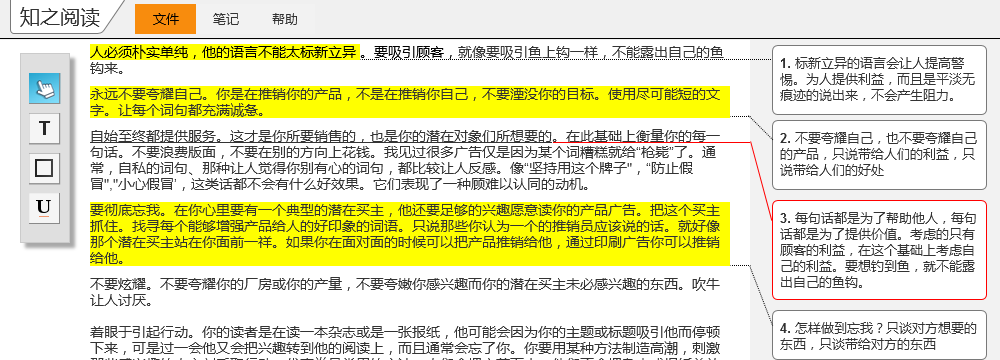 知之阅读
文件
笔记
帮助
人必须朴实单纯，他的语言不能太标新立异 。要吸引顾客，就像要吸引鱼上钩一样，不能露出自己的鱼
钩来。
永远不要夸耀自己。你是在推销你的产品，不是在推销你自己，不要湮没你的目标。使用尽可能短的文
字。让每个词句都充满诚意。
自始至终都提供服务。这才是你所要销售的，也是你的潜在对象们所想要的。在此基础上衡量你的每一
句话。不要浪费版面，不要在别的方向上花钱。我见过很多广告仅是因为某个词槽糕就给“枪毙”了。通
常，自私的词句、那种让人觉得你别有心的词句，都比较让人反感。像“坚持用这个牌子”，“防止假
冒”,"小心假冒'，这类话都不会有什么好效果。它们表现了一种顾难以认同的动机。
要彻底忘我。在你心里要有一个典型的潜在买主，他还要足够的兴趣愿意读你的产品广告。把这个买主
抓住。找寻每个能够增强产品给人的好印象的词语。只说那些你认为一个的推销员应该说的话。就好像
那个潜在买主站在你面前一样。如果你在面对面的时候可以把产品推销给他，通过印刷广告你可以推销
给他。
不要炫耀。不要夸耀你的厂房或你的产量，不要夸嫩你感兴趣而你的潜在买主未必感兴趣的东西。吹牛
让人讨厌。
着眼于引起行动。你的读者是在读一本杂志或是一张报纸，他可能会因为你的主题或标题吸引他而停顿
下来，可是过一会他又会把兴趣转到他的阅读上，而且通常会忘了你。你要用某种方法制造高潮，刺激
T
U
1. 标新立异的语言会让人提高警
惕。为人提供利益，而且是平淡无
痕迹的说出来，不会产生阻力。
2. 不要夸耀自己，也不要夸耀自己
的产品，只说带给人们的利益，只
说带给人们的好处
3. 每句话都是为了帮助他人，每句
话都是为了提供价值。考虑的只有
顾客的利益，在这个基础上考虑自
己的利益。要想钓到鱼，就不能露
出自己的鱼钩。
4. 怎样做到忘我？只谈对方想要的
东西，只谈带给对方的东西